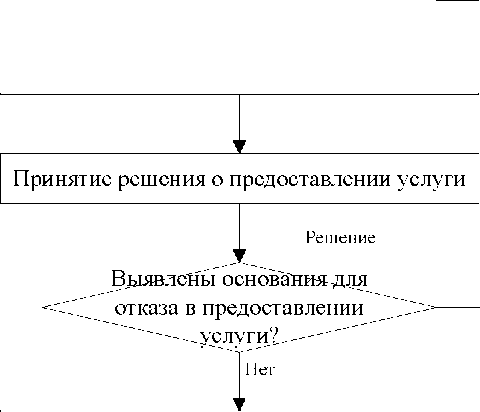 Принятие решения о предоставлении услуги
Решение
Выявлены основания для
отказа в предоставлении
услуги?
Нет